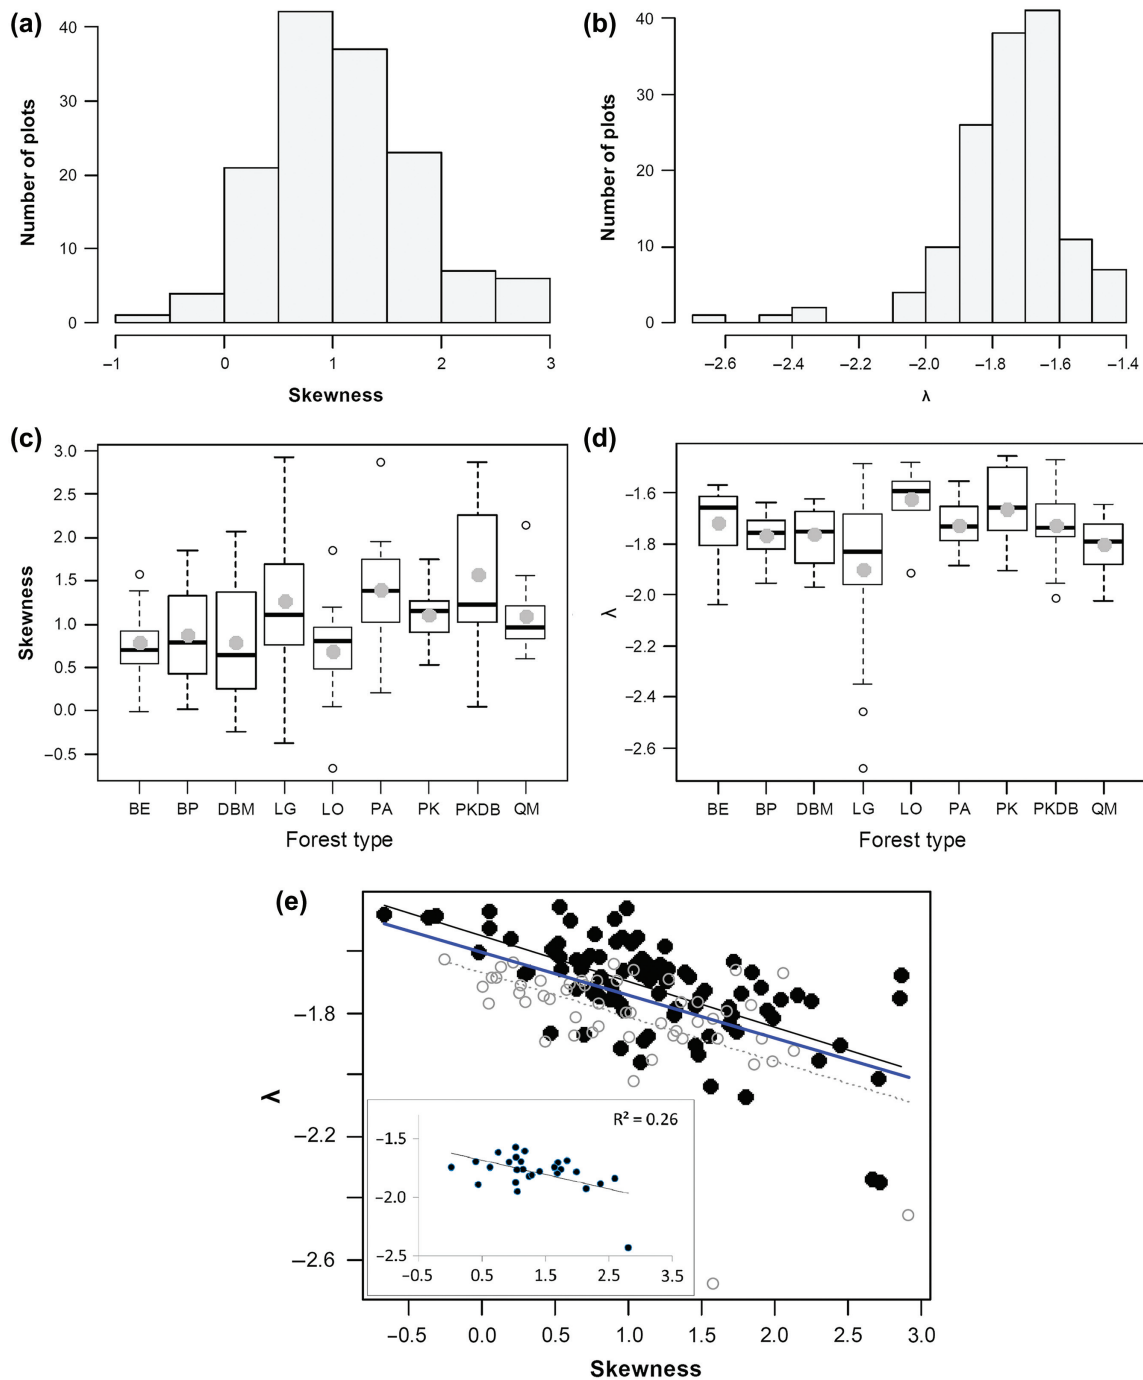 (a)
Number of plots
40
30
20
10
0
−1
0
1
2
3
Skewness
(b)
Number of plots
40
30
20
10
0
−2.6
−2.4
−2.2
−2.0
−1.8
−1.6
−1.4
λ
(c)
Skewness
3.0
2.5
2.0
1.5
1.0
0.5
0.0
−0.5
BE BP DBM LG LO PA PK PKDB QM
Forest type
(d)
λ
−1.6
−1.8
−2.0
−2.2
−2.4
−2.6
BE BP DBM LG LO PA PK PKDB QM
Forest type
(e)
λ
−1.8
−2.2
−2.6
R² = 0.26
−1.5
−2.0
−2.5
−0.5 0.5 1.5 2.5 3.5
−0.5 0.0 0.5 1.0 1.5 2.0 2.5 3.0
Skewness